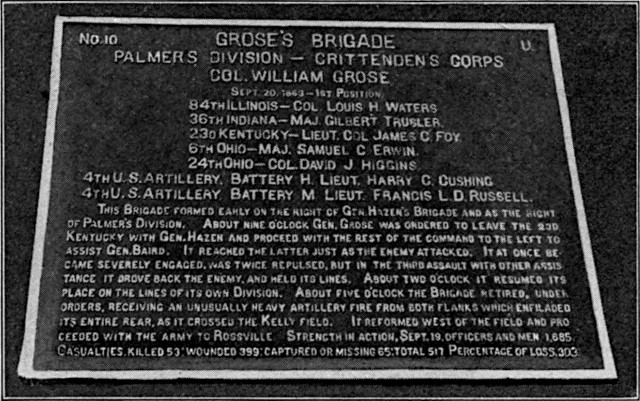 No. 10
GROSE'S BRIGADE
U.
PALMER'S DIVISION — CRITTENDEN'S CORPS
COL. WILLIAM GROSE
SEPT. 20, 1863 — 1ST POSITION.
84TH ILLINOIS — COL. LOUIS H. WATERS
36TH INDIANA — MAJ. GILBERT TRUSLER.
23D KENTUCKY — LIEUT. COL. JAMES C. FOY.
6TH OHIO — MAJ. SAMUEL C. ERWIN.
24TH OHIO — COL. DAVID J. HIGGINS.
4TH U.S. ARTILLERY, BATTERY H. LIEUT. HARRY C. CUSHING
4TH U.S. ARTILLERY, BATTERY M. LIEUT. FRANCIS L.D. RUSSELL.
THIS BRIGADE FORMED EARLY ON THE RIGHT OF GEN. HAZEN'S BRIGADE AND AS THE RIGHT
OF PALMER'S DIVISION. ABOUT NINE O'CLOCK GEN. GROSE WAS ORDERED TO LEAVE THE 23D
KENTUCKY WITH GEN. HAZEN AND PROCEED WITH THE REST OF THE COMMAND TO THE LEFT TO
ASSIST GEN. BAIRD. IT REACHED THE LATTER JUST AS THE ENEMY ATTACKED. IT AT ONCE BE
CAME SEVERELY ENGAGED, WAS TWICE REPULSED, BUT IN THE THIRD ASSAULT WITH OTHER ASSIS
TANCE IT DROVE BACK THE ENEMY, AND HELD ITS LINES. ABOUT TWO O'CLOCK IT RESUMED ITS
PLACE ON THE LINES OF ITS OWN DIVISION. ABOUT FIVE O'CLOCK THE BRIGADE RETIRED, UNDER
ORDERS, RECEIVING AN UNUSUALLY HEAVY ARTILLERY FIRE FROM BOTH FLANKS WHICH ENFILADED
ITS ENTIRE REAR, AS IT CROSSED THE KELLY FIELD. IT REFORMED WEST OF THE FIELD AND PRO
CEEDED WITH THE ARMY TO ROSSVILLE. STRENGTH IN ACTION, SEPT. 19, OFFICERS AND MEN 1,685.
CASUALTIES, KILLED 53; WOUNDED 399; CAPTURED OR MISSING 65; TOTAL 517. PERCENTAGE OF LOSS, 30.3